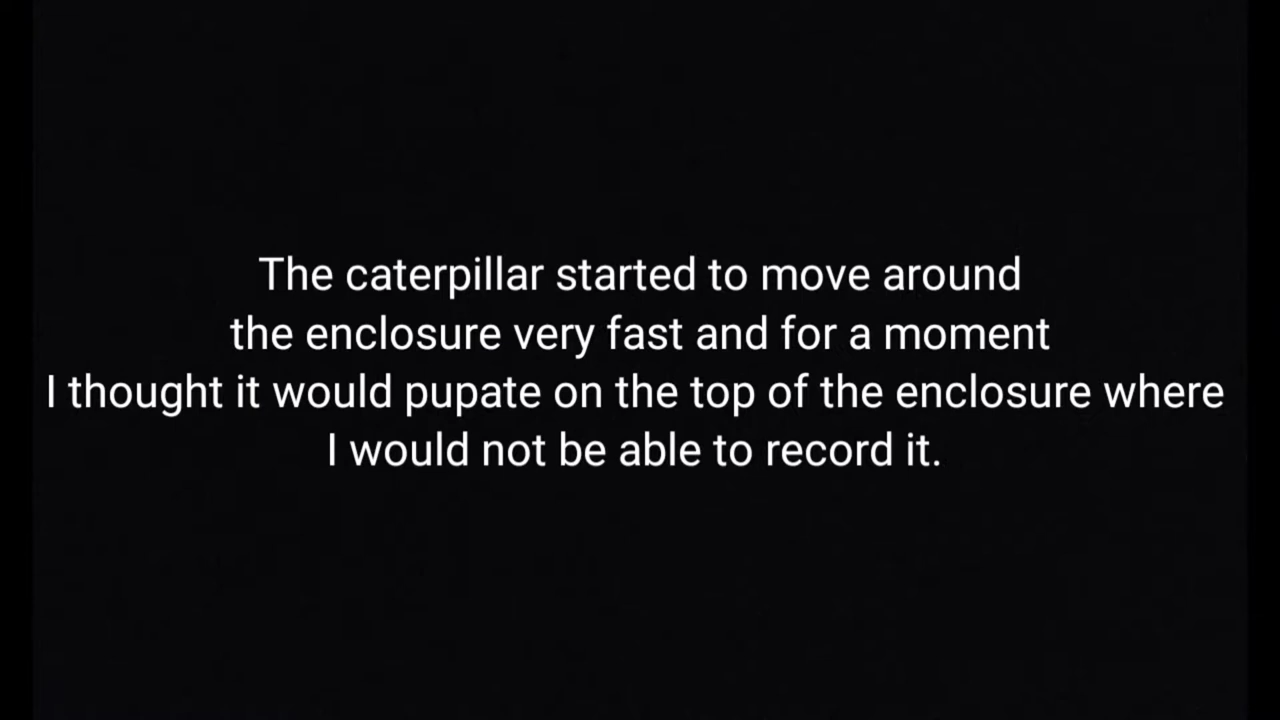 The caterpillar started to move around
the enclosure very fast and for a moment
I thought it would pupate on the top of the enclosure where
I would not be able to record it.